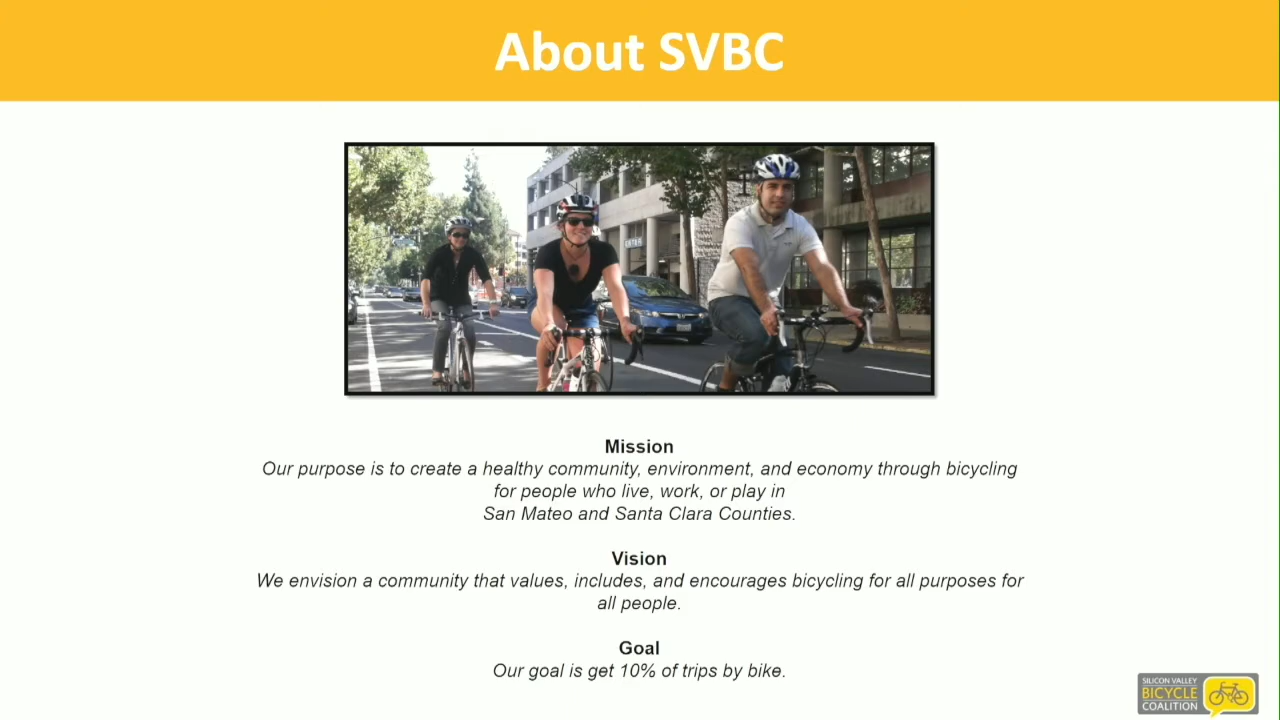 About SVBC
Mission
Our purpose is to create a healthy community, environment, and economy through bicycling
for people who live, work, or play in
San Mateo and Santa Clara Counties.
Vision
We envision a community that values, includes, and encourages bicycling for all purposes for
all people.
Goal
Our goal is get 10% of trips by bike.
SILICON VALLEY
BICYCLE
COALITION